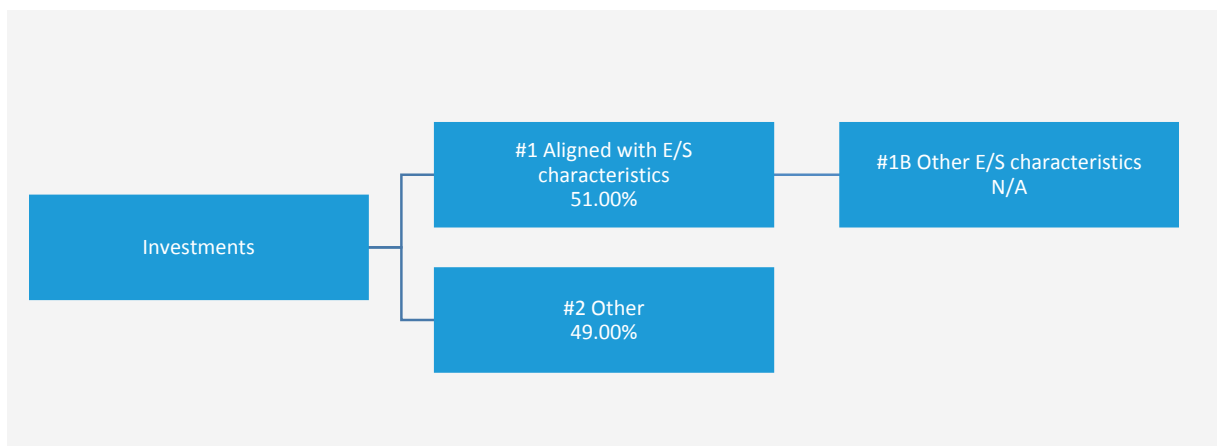 Investments
#1 Aligned with E/S
characteristics
51.00%
#1B Other E/S characteristics
N/A
#2 Other
49.00%